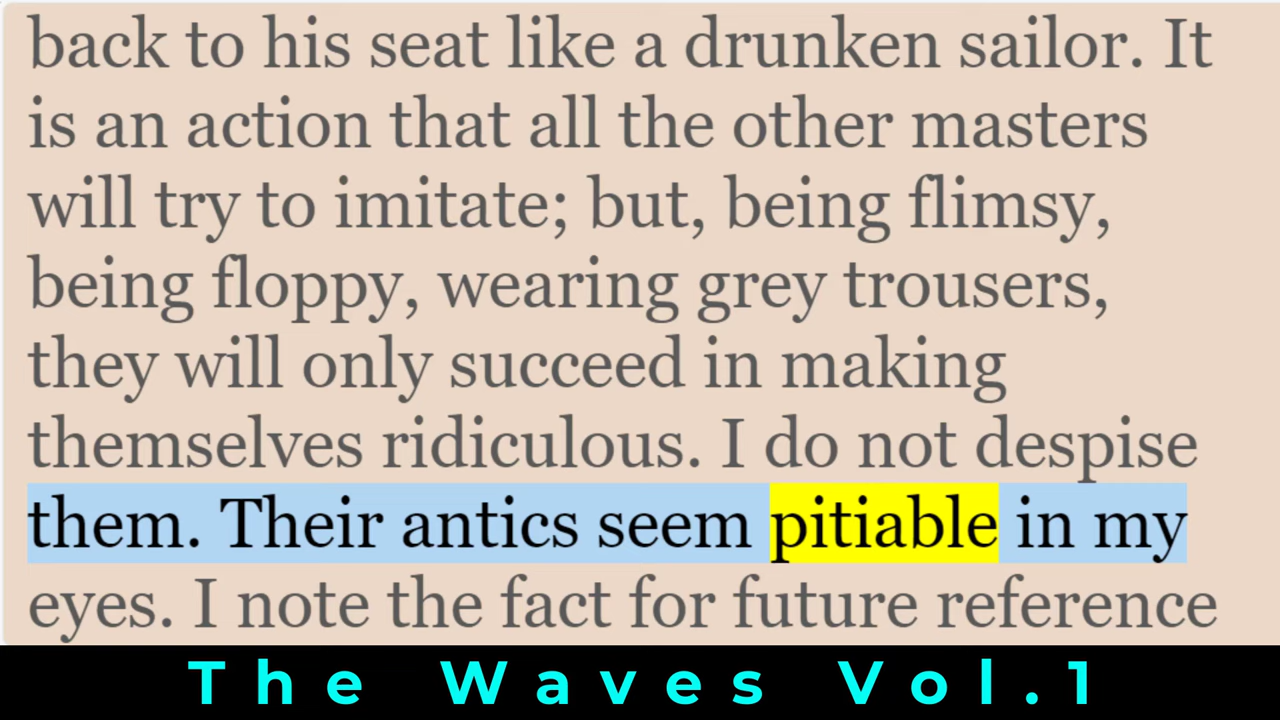 back to his seat like a drunken sailor. It
is an action that all the other masters
will try to imitate; but, being flimsy,
being floppy, wearing grey trousers,
they will only succeed in making
themselves ridiculous. I do not despise
them. Their antics seem pitiable in my
eyes. I note the fact for future reference
The Waves Vol.1